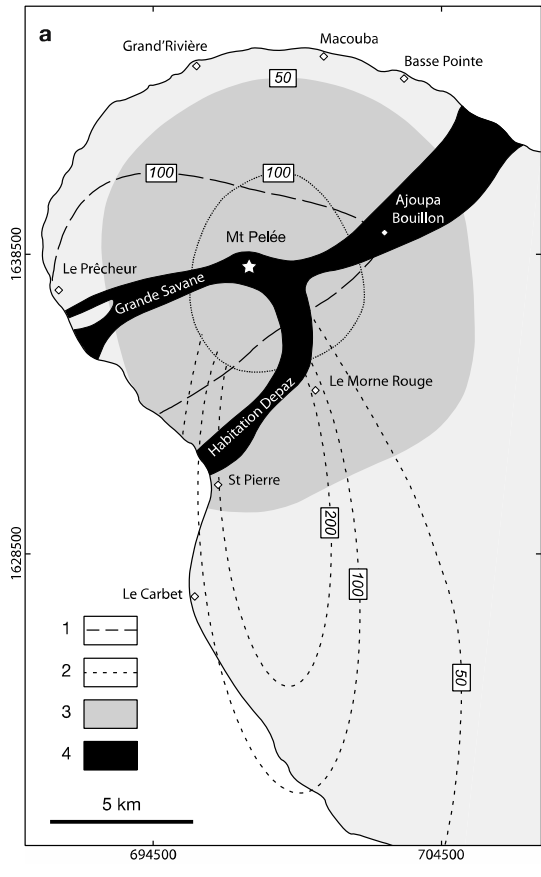 a
Grand'Rivière
Macouba
Basse Pointe
50
100
100
Ajoupa
Bouillon
Mt Pelée
1638500
Le Prêcheur
Grande Savane
Le Morne Rouge
Habitation Depaz
St Pierre
200
1628500
100
Le Carbet
1
2
50
3
4
5 km
694500
704500